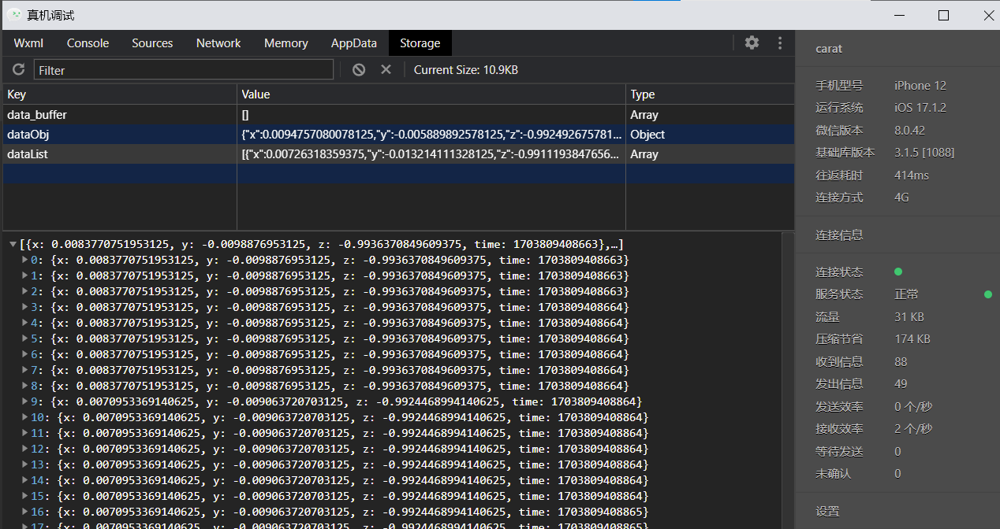 真机调试
Wxml Console Sources Network Memory AppData Storage
Filter Current Size: 10.9KB
Key Value Type
data_buffer [] Array
dataObj {"x":0.0094757080078125,"y":-0.005889892578125,"z":-0.992492675781... Object
dataList [{"x":0.00726318359375,"y":-0.013214111328125,"z":-0.9911193847656... Array
[{x: 0.0083770751953125, y: -0.0098876953125, z: -0.9936370849609375, time: 1703809408663},…]
0: {x: 0.0083770751953125, y: -0.0098876953125, z: -0.9936370849609375, time: 1703809408663}
1: {x: 0.0083770751953125, y: -0.0098876953125, z: -0.9936370849609375, time: 1703809408663}
2: {x: 0.0083770751953125, y: -0.0098876953125, z: -0.9936370849609375, time: 1703809408663}
3: {x: 0.0083770751953125, y: -0.0098876953125, z: -0.9936370849609375, time: 1703809408664}
4: {x: 0.0083770751953125, y: -0.0098876953125, z: -0.9936370849609375, time: 1703809408664}
5: {x: 0.0083770751953125, y: -0.0098876953125, z: -0.9936370849609375, time: 1703809408664}
6: {x: 0.0083770751953125, y: -0.0098876953125, z: -0.9936370849609375, time: 1703809408664}
7: {x: 0.0083770751953125, y: -0.0098876953125, z: -0.9936370849609375, time: 1703809408664}
8: {x: 0.0083770751953125, y: -0.0098876953125, z: -0.9936370849609375, time: 1703809408664}
9: {x: 0.0070953369140625, y: -0.009063720703125, z: -0.9924468994140625, time: 1703809408864}
10: {x: 0.0070953369140625, y: -0.009063720703125, z: -0.9924468994140625, time: 1703809408864}
11: {x: 0.0070953369140625, y: -0.009063720703125, z: -0.9924468994140625, time: 1703809408864}
12: {x: 0.0070953369140625, y: -0.009063720703125, z: -0.9924468994140625, time: 1703809408864}
13: {x: 0.0070953369140625, y: -0.009063720703125, z: -0.9924468994140625, time: 1703809408864}
14: {x: 0.0070953369140625, y: -0.009063720703125, z: -0.9924468994140625, time: 1703809408864}
15: {x: 0.0070953369140625, y: -0.009063720703125, z: -0.9924468994140625, time: 1703809408864}
16: {x: 0.0070953369140625, y: -0.009063720703125, z: -0.9924468994140625, time: 1703809408865}
17: {x: 0.0070953369140625, y: -0.009063720703125, z: -0.9924468994140625, time: 1703809408865}
carat
手机型号 iPhone 12
运行系统 iOS 17.1.2
微信版本 8.0.42
基础库版本 3.1.5 [1088]
往返耗时 414ms
连接方式 4G
连接信息
连接状态
服务状态 正常
流量 31 KB
压缩节省 174 KB
收到信息 88
发出信息 49
发送效率 0 个/秒
接收效率 2 个/秒
等待发送 0
未确认 0
设置